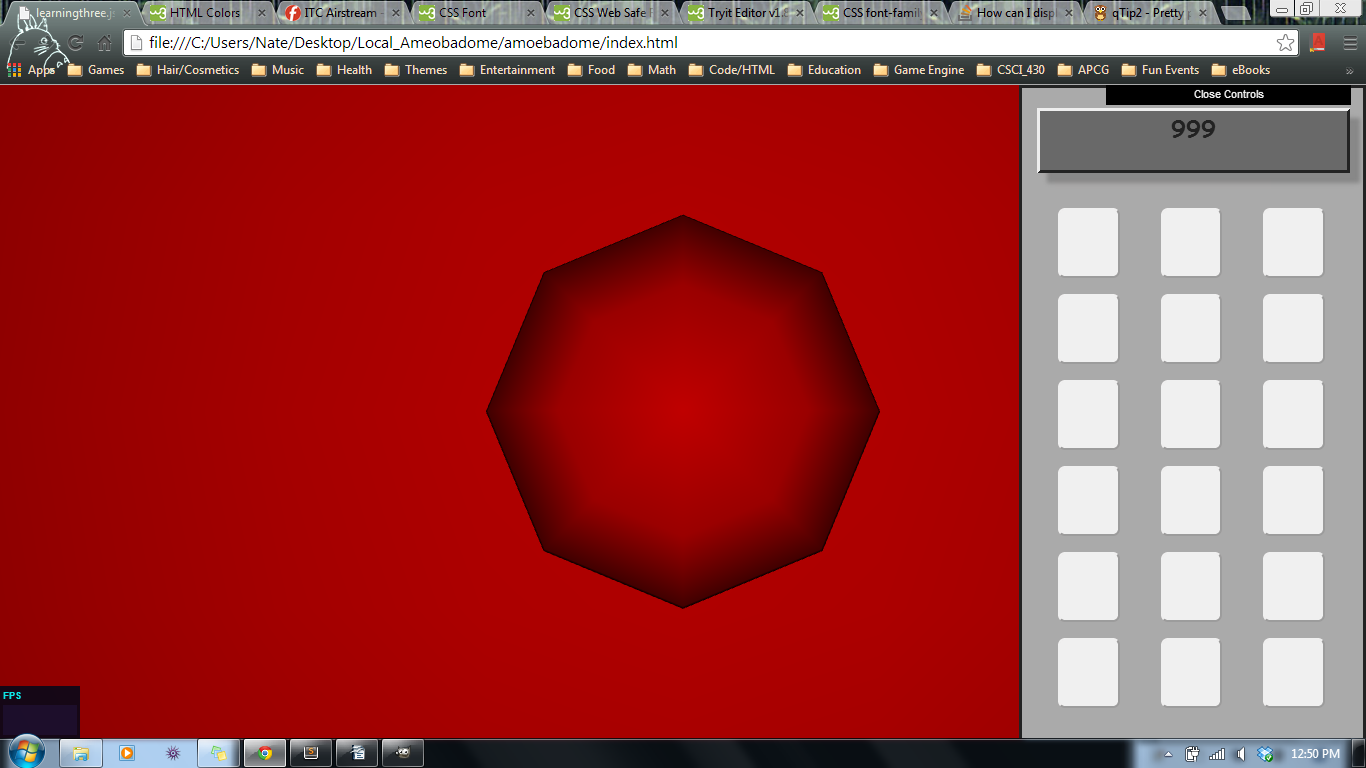 learningthree.js
HTML Colors
ITC Airstream -
CSS Font
CSS Web Safe F
Tryit Editor v1.
CSS font-famil
How can I displ
qTip2 - Pretty p
file:///C:/Users/Nate/Desktop/Local_Ameobadome/amoebadome/index.html
Apps
Games
Hair/Cosmetics
Music
Health
Themes
Entertainment
Food
Math
Code/HTML
Education
Game Engine
CSCI_430
APCG
Fun Events
eBooks
»
Close Controls
999
FPS
12:50 PM